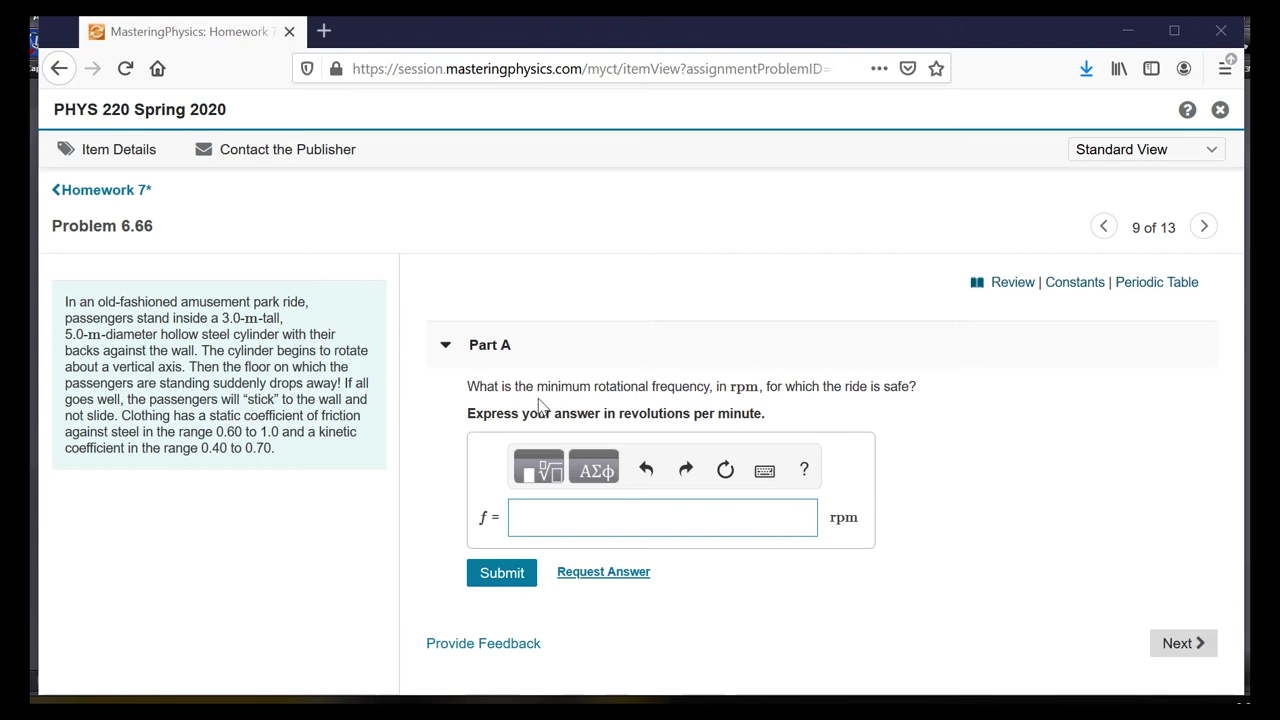 MasteringPhysics: Homework 7
https://session.masteringphysics.com/myct/itemView?assignmentProblemID=
PHYS 220 Spring 2020
Item Details
Contact the Publisher
Standard View
Homework 7*
Problem 6.66
9 of 13
In an old-fashioned amusement park ride,
passengers stand inside a 3.0-m-tall,
5.0-m-diameter hollow steel cylinder with their
backs against the wall. The cylinder begins to rotate
about a vertical axis. Then the floor on which the
passengers are standing suddenly drops away! If all
goes well, the passengers will “stick” to the wall and
not slide. Clothing has a static coefficient of friction
against steel in the range 0.60 to 1.0 and a kinetic
coefficient in the range 0.40 to 0.70.
Review | Constants | Periodic Table
Part A
What is the minimum rotational frequency, in rpm, for which the ride is safe?
Express your answer in revolutions per minute.
ΑΣϕ
?
f =
rpm
Submit
Request Answer
Provide Feedback
Next